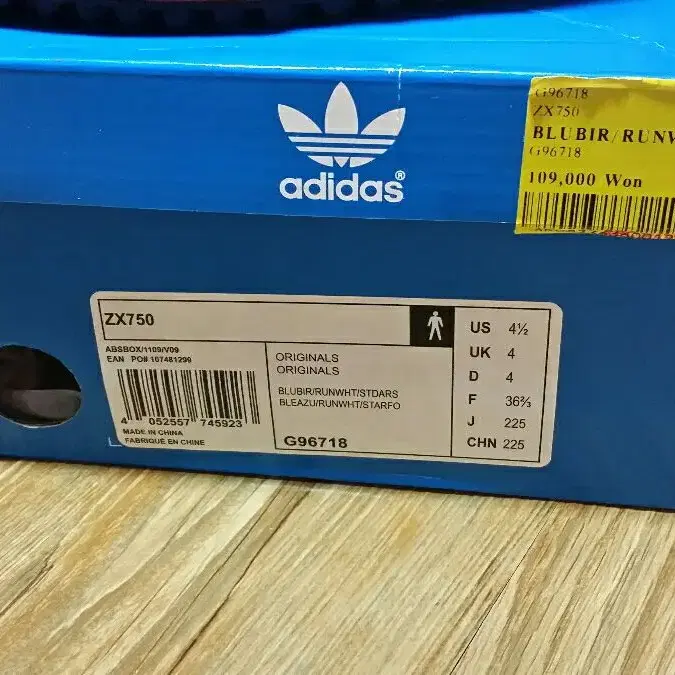 adidas®
G96718
ZX750
BLUBIR/RUNW
G96718
109,000 Won
ZX750
ABSBOX/1109/V09
EAN PO# 107481299
4 052557 745923
MADE IN CHINA
FABRIQUÉ EN CHINE
ORIGINALS
ORIGINALS
BLUBIR/RUNWHT/STDARS
BLEAZU/RUNWHT/STARFO
G96718
US 4½
UK 4
D 4
F 36⅔
J 225
CHN 225